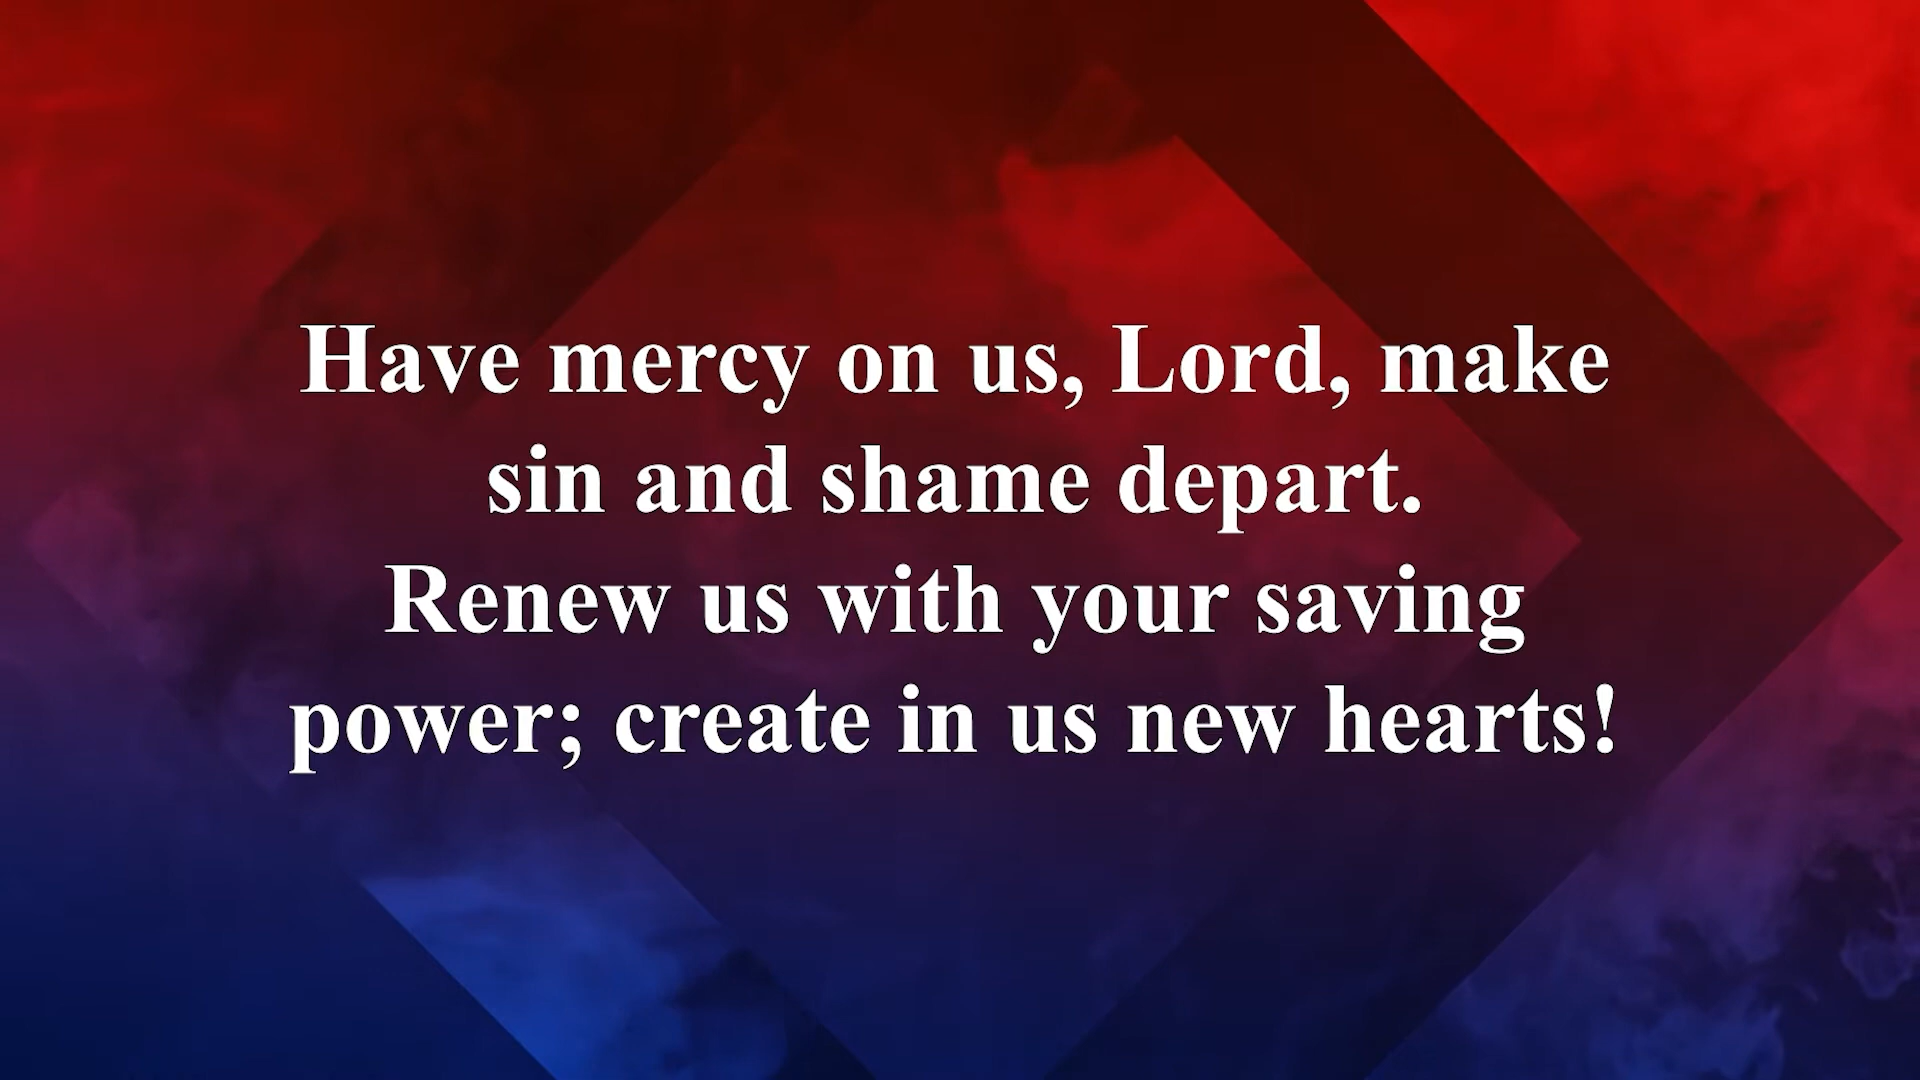 Have mercy on us, Lord, make
sin and shame depart.
Renew us with your saving
power; create in us new hearts!